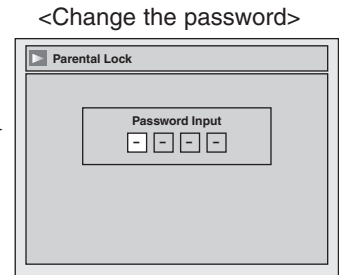 <Change the password>
Parental Lock
Password Input
- - - -